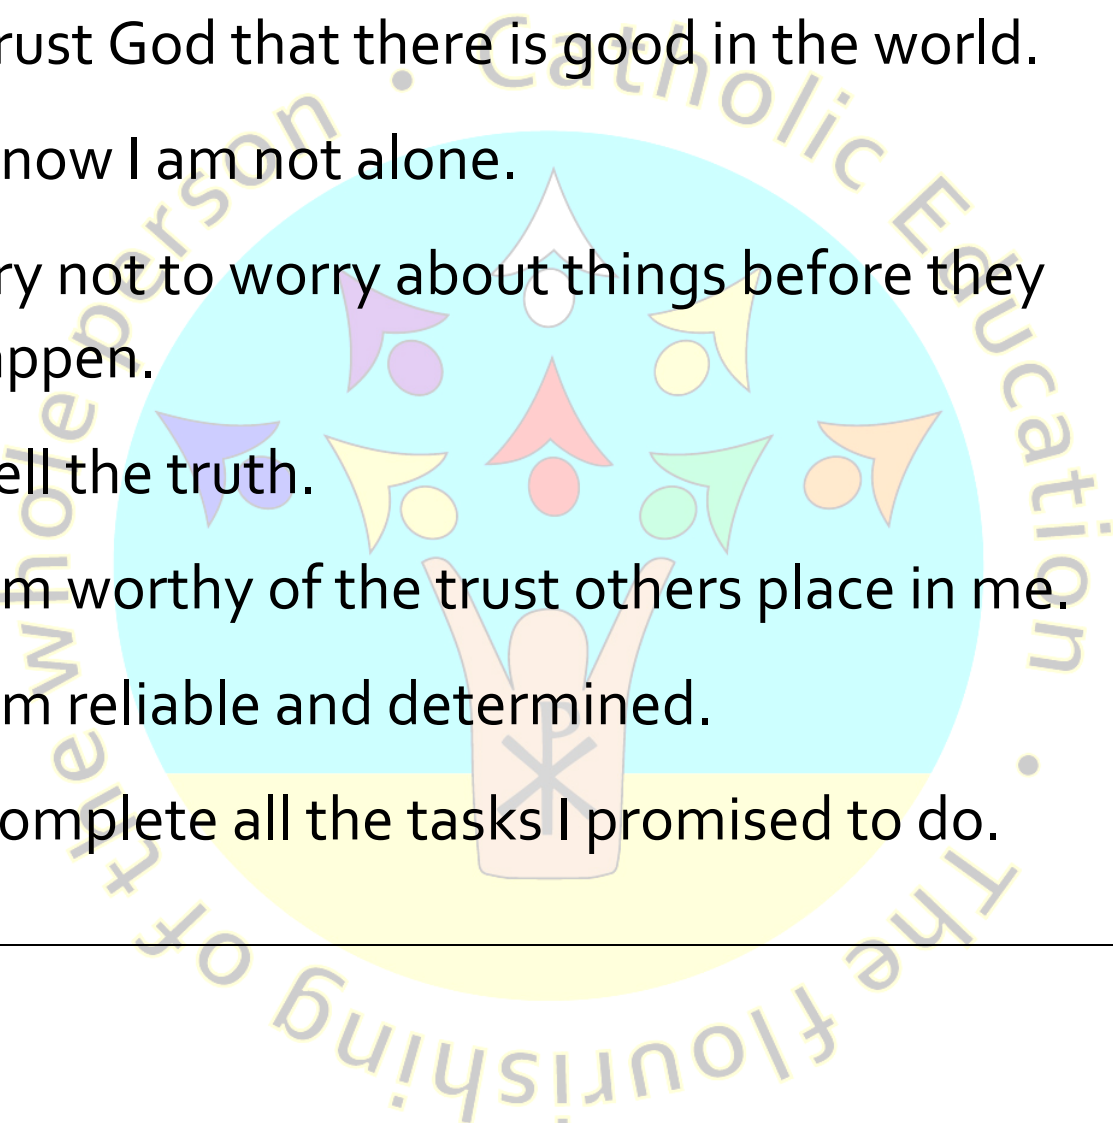 rust God that there is good in the world.
now I am not alone.
ry not to worry about things before they
appen.
ell the truth.
m worthy of the trust others place in me.
m reliable and determined.
omplete all the tasks I promised to do.
Catholic Education • The flourishing of the whole person •